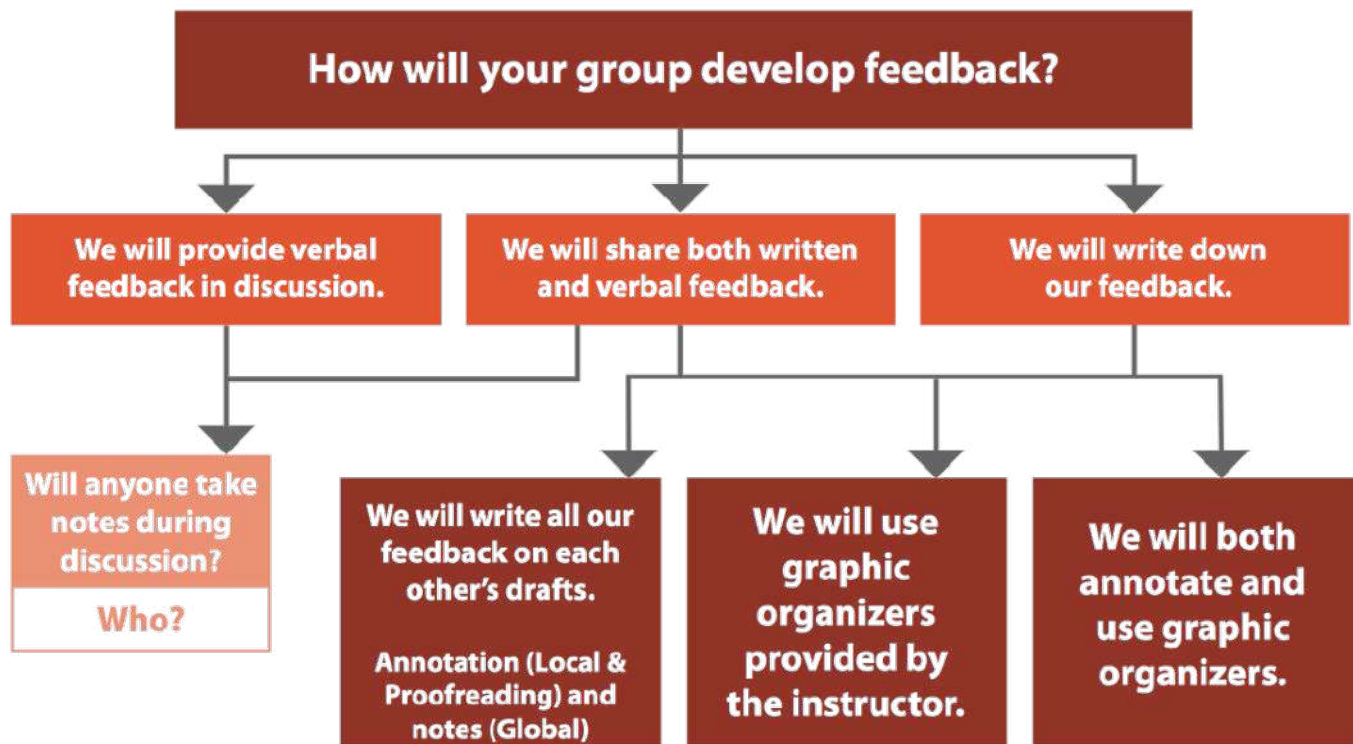 How will your group develop feedback?
We will provide verbal
feedback in discussion.
We will share both written
and verbal feedback.
We will write down
our feedback.
Will anyone take
notes during
discussion?
Who?
We will write all our
feedback on each
other's drafts.
Annotation (Local &
Proofreading) and
notes (Global)
We will use
graphic
organizers
provided by
the instructor.
We will both
annotate and
use graphic
organizers.